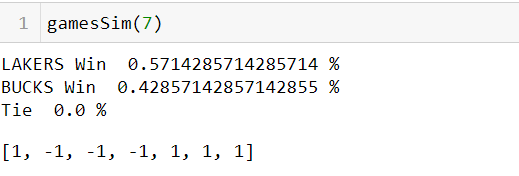 1 gamesSim(7)
LAKERS Win 0.5714285714285714 %
BUCKS Win 0.42857142857142855 %
Tie 0.0 %
[1, -1, -1, -1, 1, 1, 1]